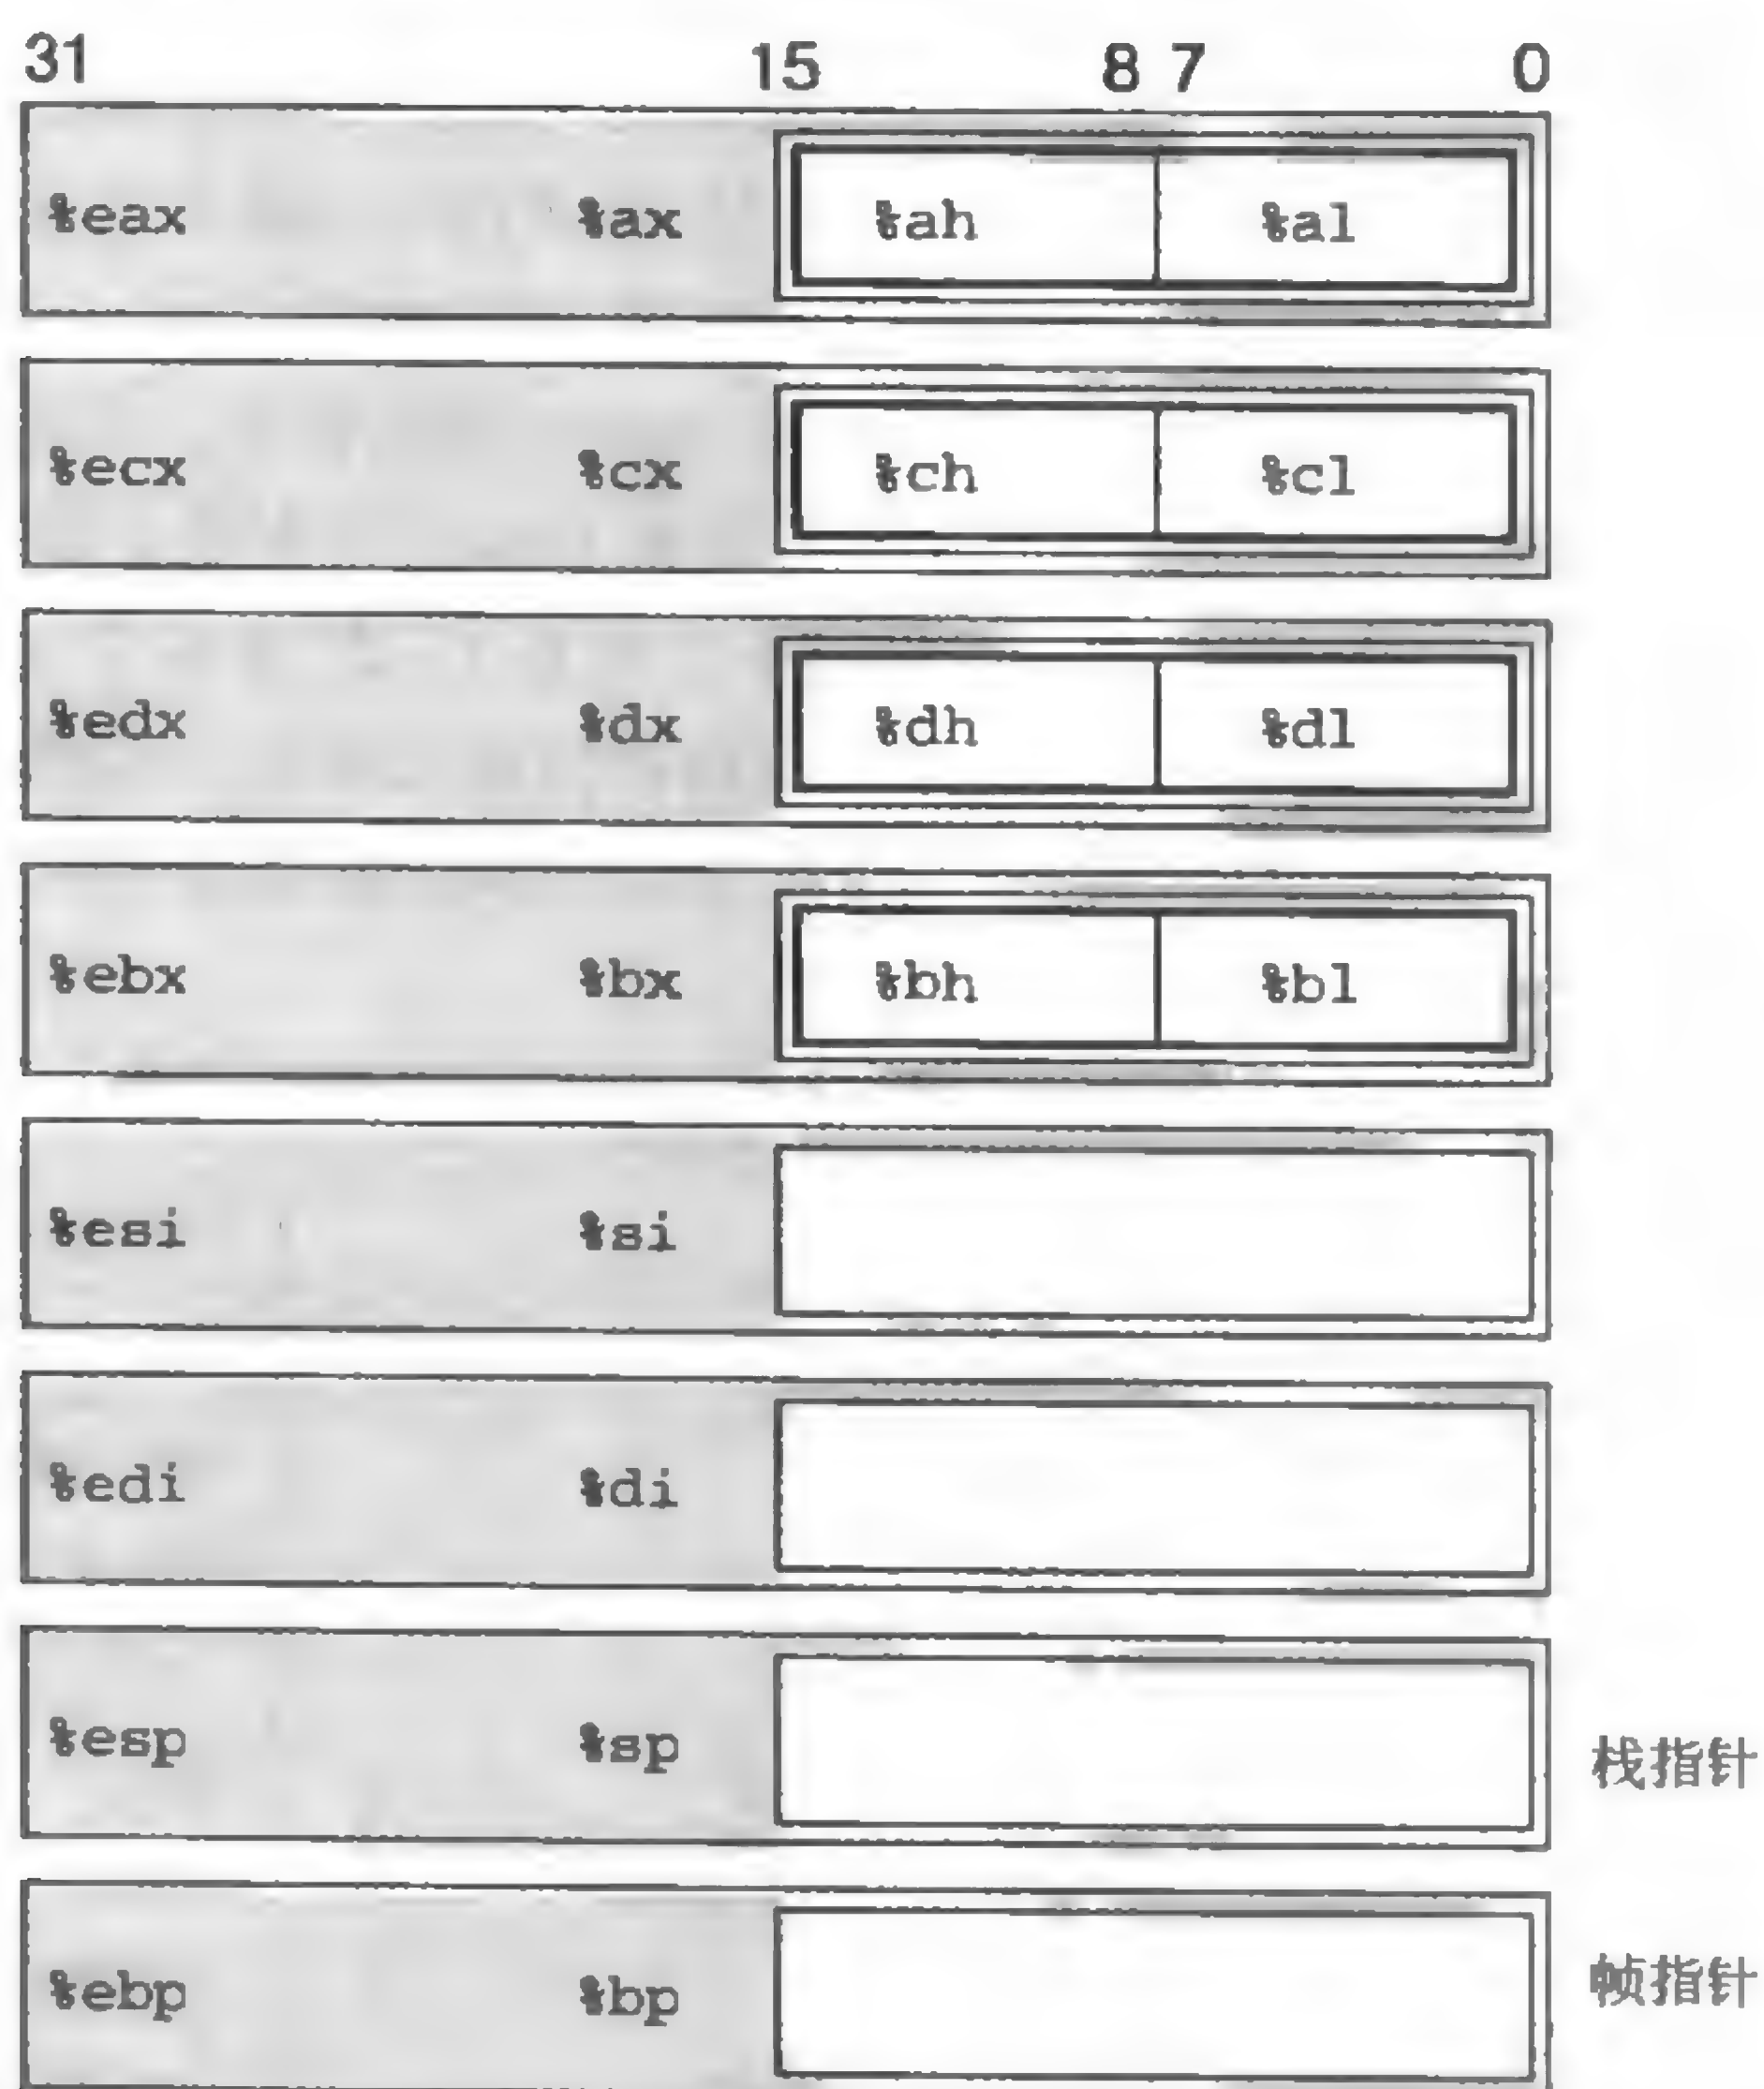 31 15 8 7 0
%eax %ax %ah %al
%ecx %cx %ch %cl
%edx %dx %dh %dl
%ebx %bx %bh %bl
%esi %si
%edi %di
%esp %sp 栈指针
%ebp %bp 帧指针